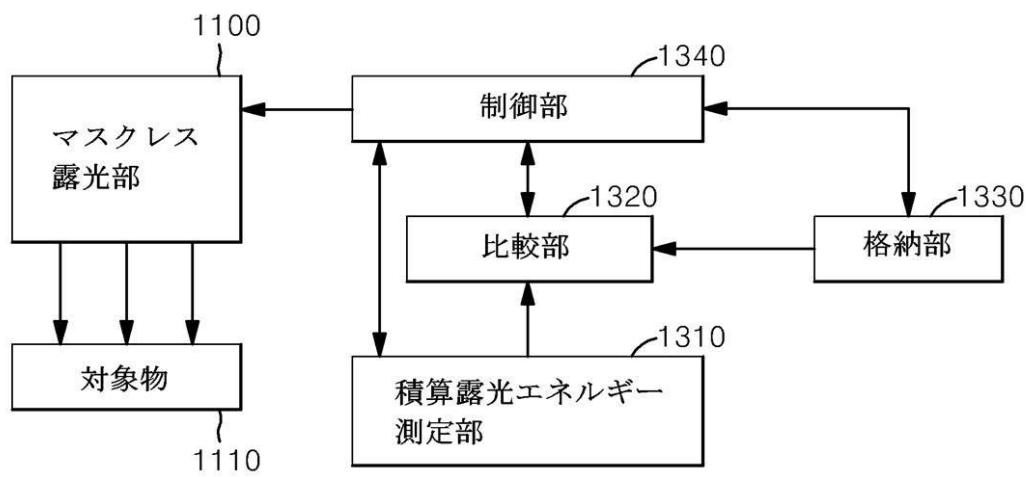 1100
1340
制御部
マスクレス
露光部
1320
1330
比較部
格納部
1310
対象物
積算露光エネルギー
測定部
1110